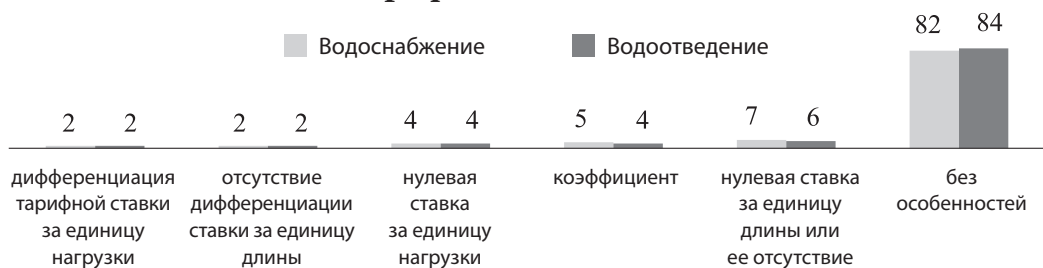 82 84
Водоснабжение Водоотведение
2 2 2 2 4 4 5 4 7 6
дифференциация
тарифной ставки
за единицу
нагрузки
отсутствие
дифференциации
ставки за единицу
длины
нулевая
ставка
за единицу
нагрузки
коэффициент
нулевая ставка
за единицу
длины или
ее отсутствие
без
особенностей